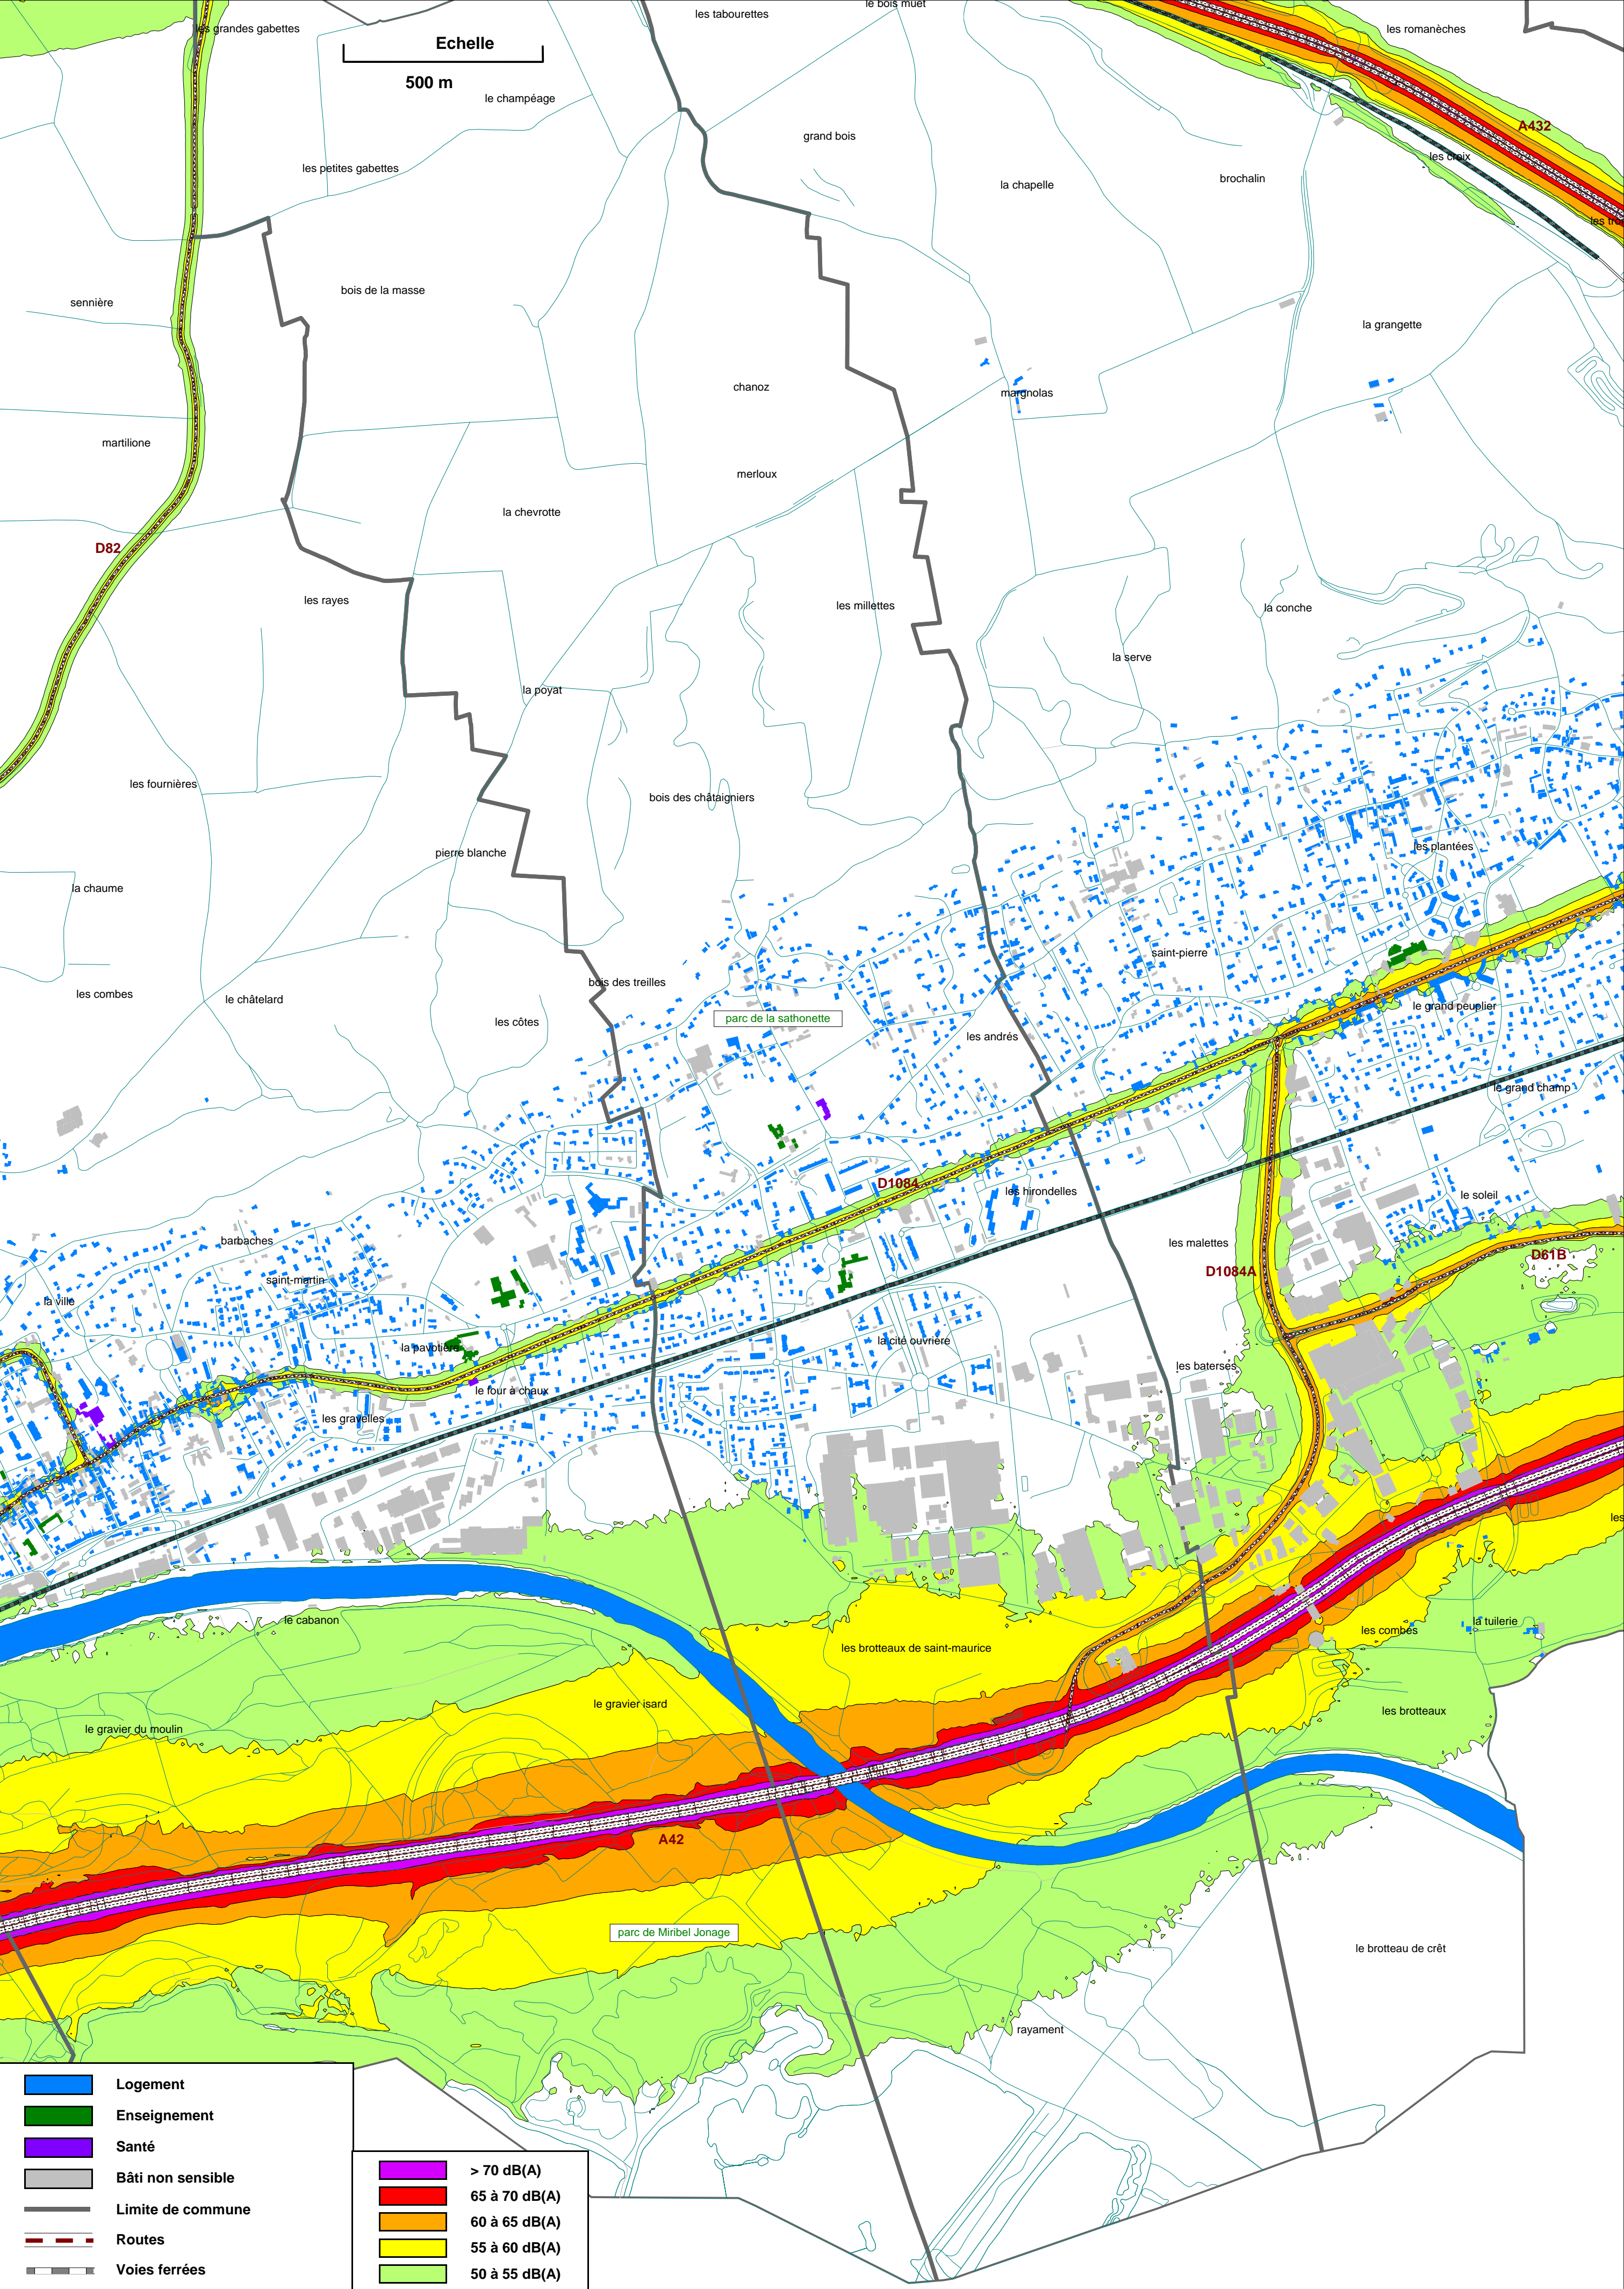 les tabourettes
le bois muet
les grandes gabettes
les romanèches
Echelle
500 m
le champéage
A432
grand bois
les croix
les petites gabettes
la chapelle
brochalin
bois de la masse
sennière
la grangette
chanoz
margnolas
martilione
merloux
la chevrotte
D82
les rayes
les millettes
la conche
la serve
la poyat
les fournières
bois des châtaigniers
pierre blanche
les plantées
la chaume
saint-pierre
bois des treilles
les combes
le châtelard
le grand peuplier
parc de la sathonette
les côtes
les andrés
le grand champ
D1084
les hirondelles
le soleil
barbaches
les malettes
D61B
D1084A
saint-martin
la ville
la cité ouvrière
la pavotière
les baterses
le four à chaux
les gravelles
les
le cabanon
la tuilerie
les combes
les brotteaux de saint-maurice
le gravier isard
les brotteaux
le gravier du moulin
A42
parc de Miribel Jonage
le brotteau de crêt
rayament
Logement
Enseignement
Santé
Bâti non sensible
Limite de commune
Routes
Voies ferrées
> 70 dB(A)
65 à 70 dB(A)
60 à 65 dB(A)
55 à 60 dB(A)
50 à 55 dB(A)